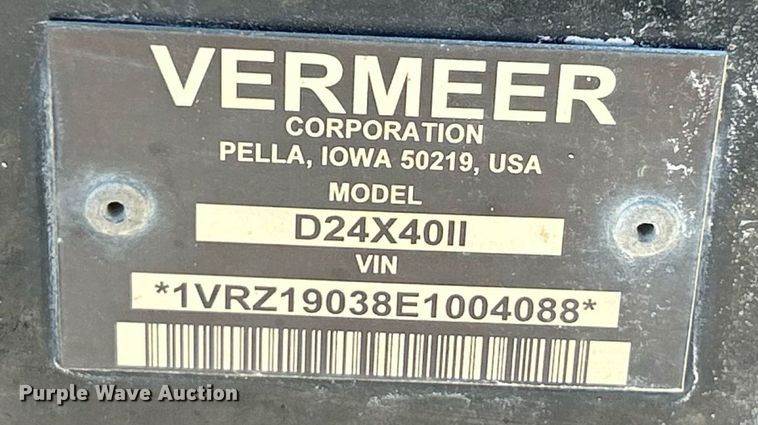 VERMEER
CORPORATION
PELLA, IOWA 50219, USA
MODEL
D24X40II
VIN
*1VRZ19038E1004088*
Purple Wave Auction